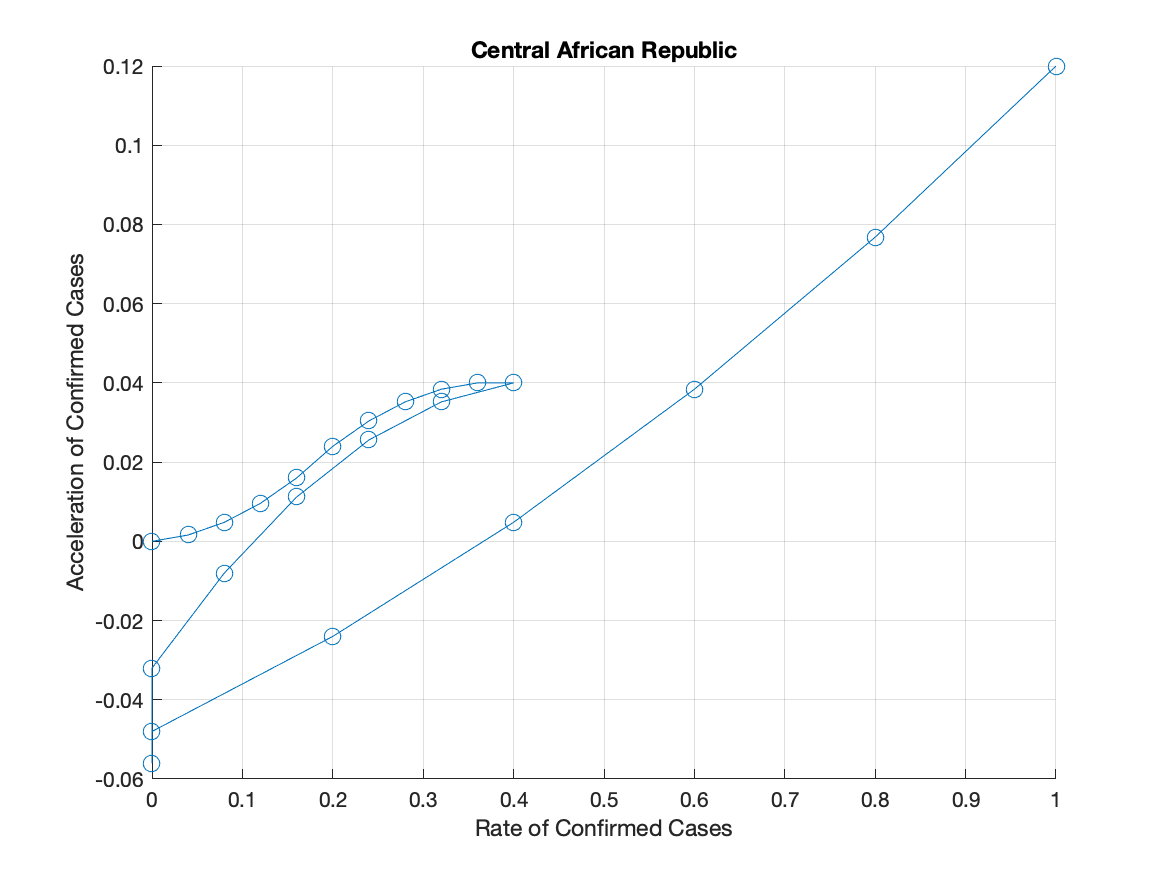 Central African Republic
0.12
0.1
0.08
0.06
0.04
0.02
0
-0.02
-0.04
-0.06
Acceleration of Confirmed Cases
0 0.1 0.2 0.3 0.4 0.5 0.6 0.7 0.8 0.9 1
Rate of Confirmed Cases